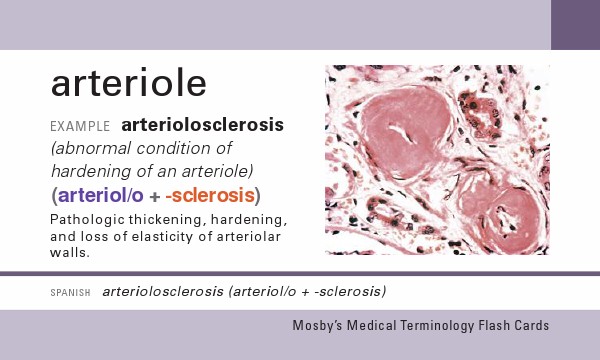 arteriole
EXAMPLE arteriolosclerosis
(abnormal condition of
hardening of an arteriole)
(arteriol/o + -sclerosis)
Pathologic thickening, hardening,
and loss of elasticity of arteriolar
walls.
SPANISH arteriolosclerosis (arteriol/o + -sclerosis)
Mosby's Medical Terminology Flash Cards